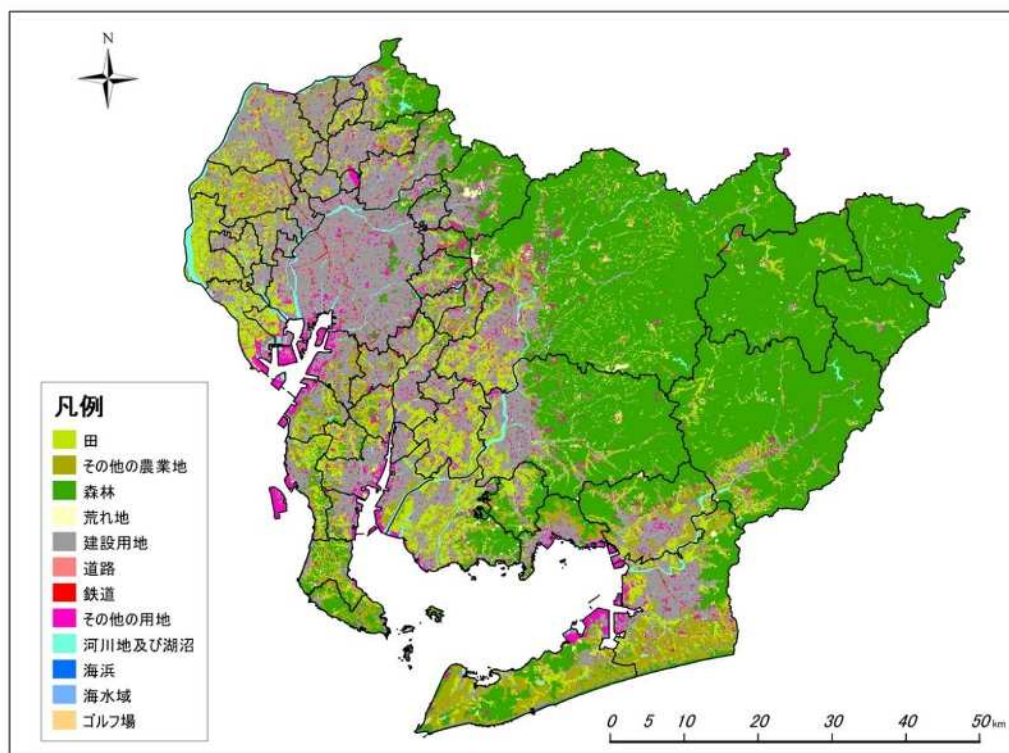 N
凡例
田
その他の農業地
森林
荒れ地
建設用地
道路
鉄道
その他の用地
河川地及び湖沼
海浜
海水域
ゴルフ場
0 5 10 20 30 40 50 km